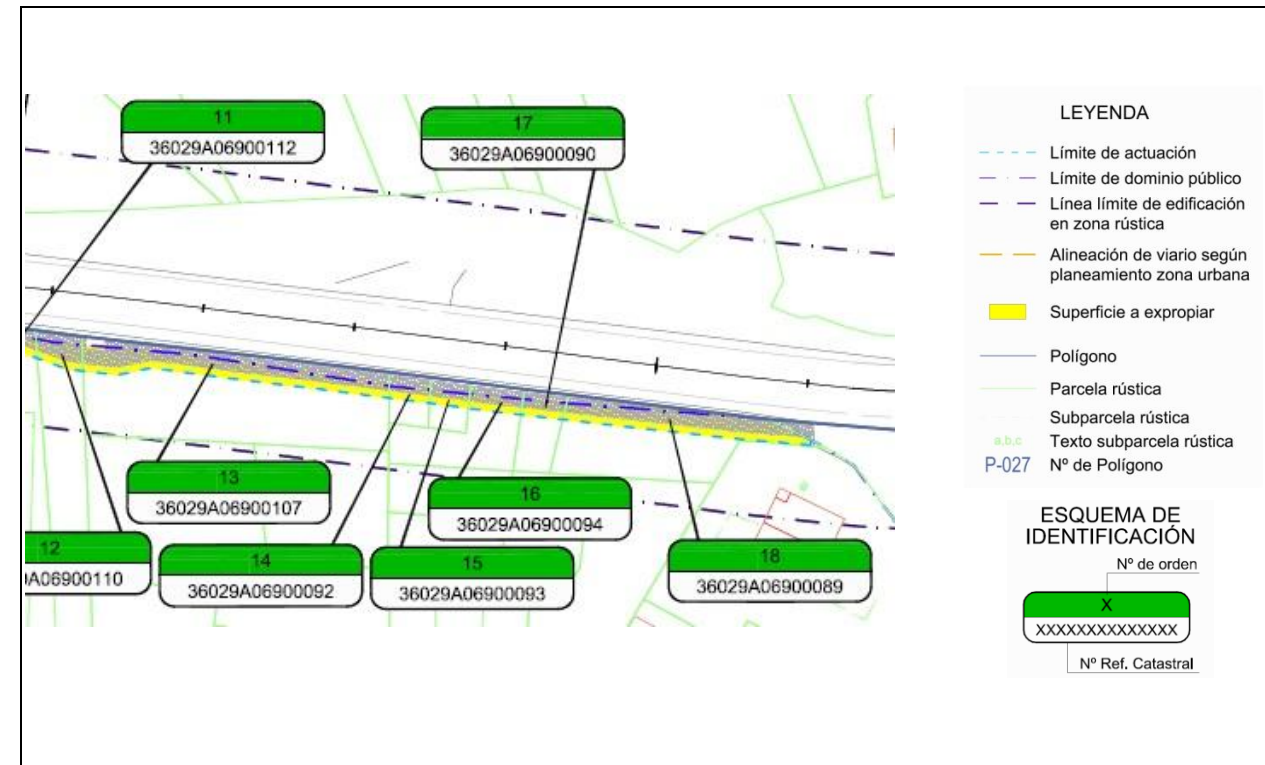 11
36029A06900112
17
36029A06900090
13
36029A06900107
16
36029A06900094
12
A06900110
14
36029A06900092
15
36029A06900093
18
36029A06900089
LEYENDA
Límite de actuación
Límite de dominio público
Línea límite de edificación
en zona rústica
Alineación de viario según
planeamiento zona urbana
Superficie a expropiar
Polígono
Parcela rústica
Subparcela rústica
a,b,c Texto subparcela rústica
P-027 Nº de Polígono
ESQUEMA DE
IDENTIFICACIÓN
Nº de orden
X
XXXXXXXXXXXXXX
Nº Ref. Catastral